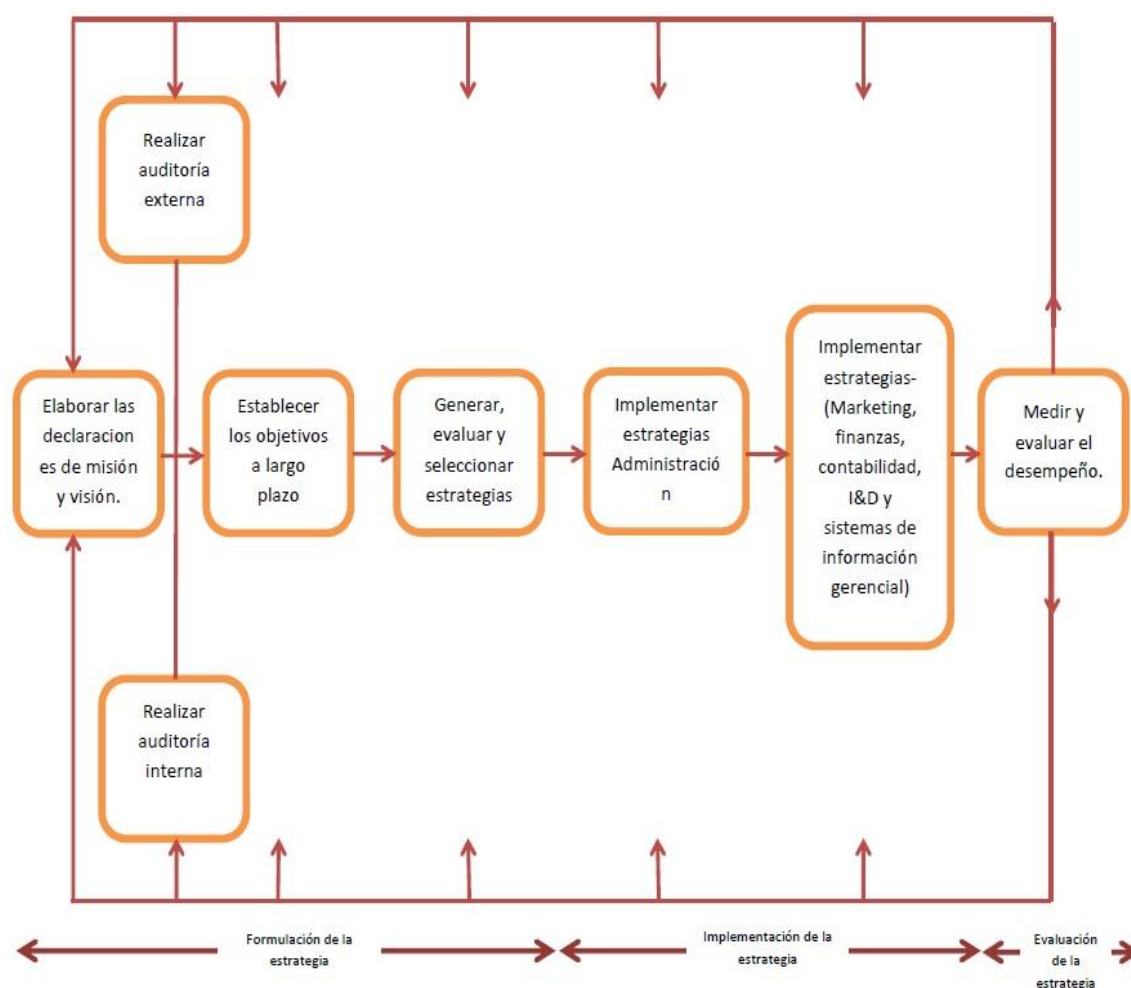 Realizar
auditoría
externa
Elaborar las
declaracion
es de misión
y visión.
Establecer
los objetivos
a largo
plazo
Generar,
evaluar y
seleccionar
estrategias
Implementar
estrategias
Administració
n
Implementar
estrategias-
(Marketing,
finanzas,
contabilidad,
I&D y
sistemas de
información
gerencial)
Medir y
evaluar el
desempeño.
Realizar
auditoría
interna
Formulación de la
estrategia
Implementación de la
estrategia
Evaluación
de la
estrategia